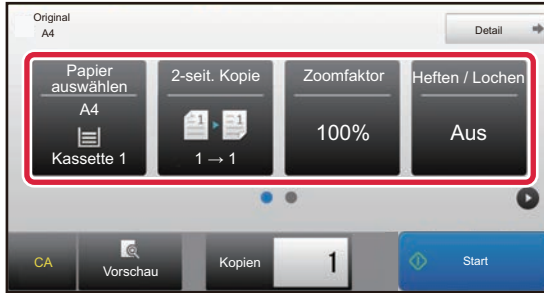 Original
A4
Detail
Papier
auswählen
A4
Kassette 1
2-seit. Kopie
1 → 1
Zoomfaktor
100%
Heften / Lochen
Aus
CA
Vorschau
Kopien
1
Start